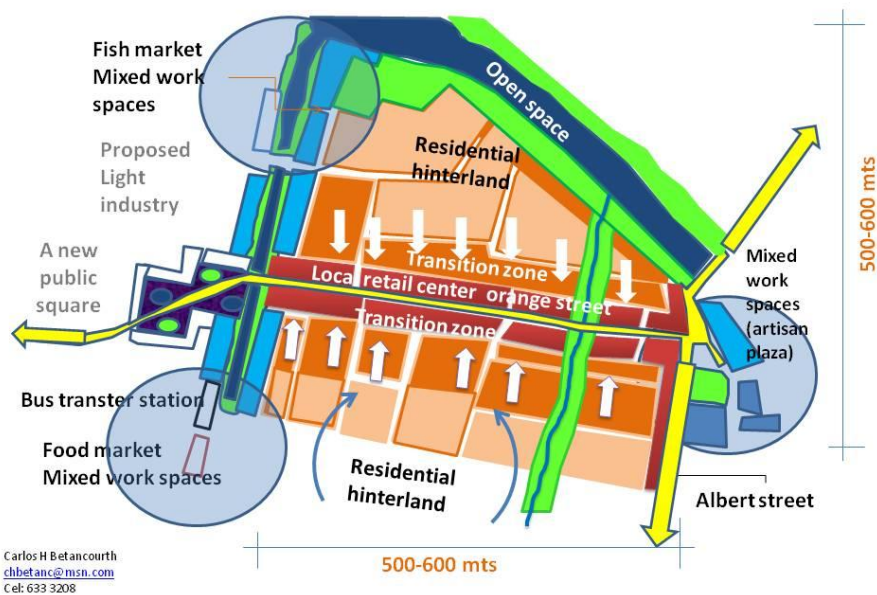 Fish market
Mixed work
spaces
Open space
Residential
hinterland
Proposed
Light
industry
A new
public
square
Transition zone
Local retail center orange street
Transition zone
Mixed
work
spaces
(artisan
plaza)
500-600 mts
Bus transter station
Food market
Mixed work spaces
Residential
hinterland
Albert street
500-600 mts
Carlos H Betancourth
chbetanc@msn.com
Cel: 633 3208